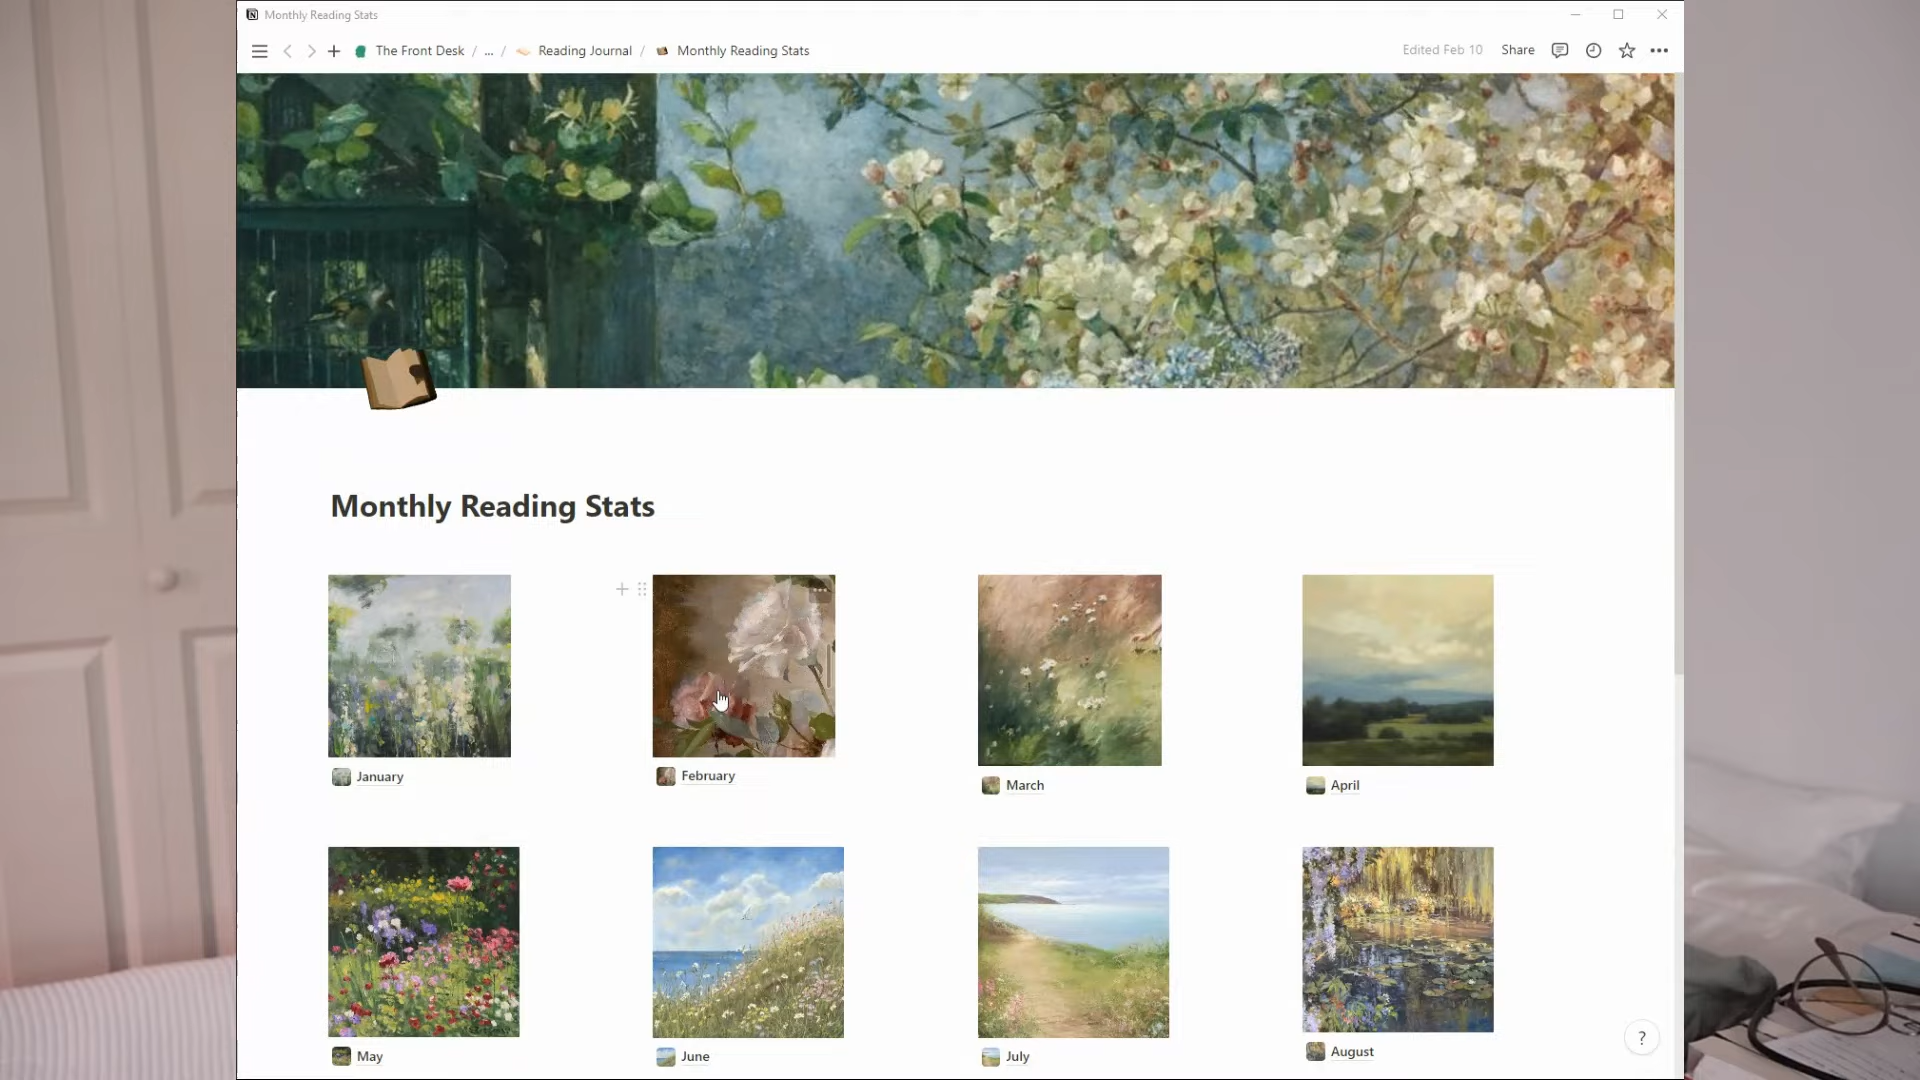 Monthly Reading Stats
The Front Desk / ... / Reading Journal / Monthly Reading Stats
Edited Feb 10 Share
Monthly Reading Stats
January
February
March
April
May
June
July
August
?